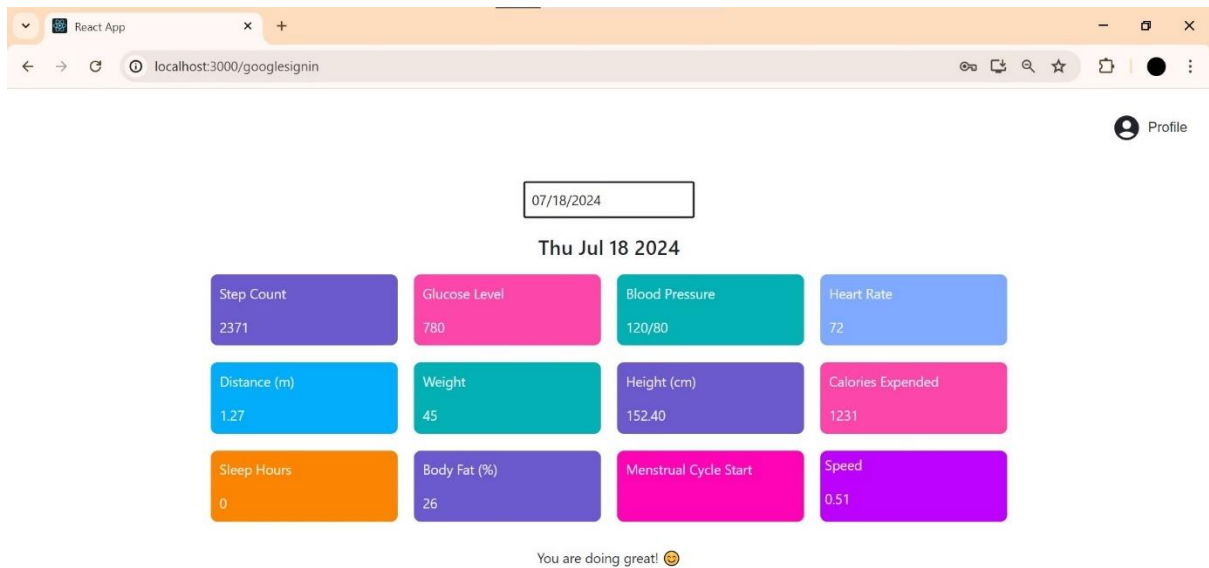 React App
localhost:3000/googlesignin
Profile
07/18/2024
Thu Jul 18 2024
Step Count
2371
Glucose Level
780
Blood Pressure
120/80
Heart Rate
72
Distance (m)
1.27
Weight
45
Height (cm)
152.40
Calories Expended
1231
Sleep Hours
0
Body Fat (%)
26
Menstrual Cycle Start
Speed
0.51
You are doing great! 😊